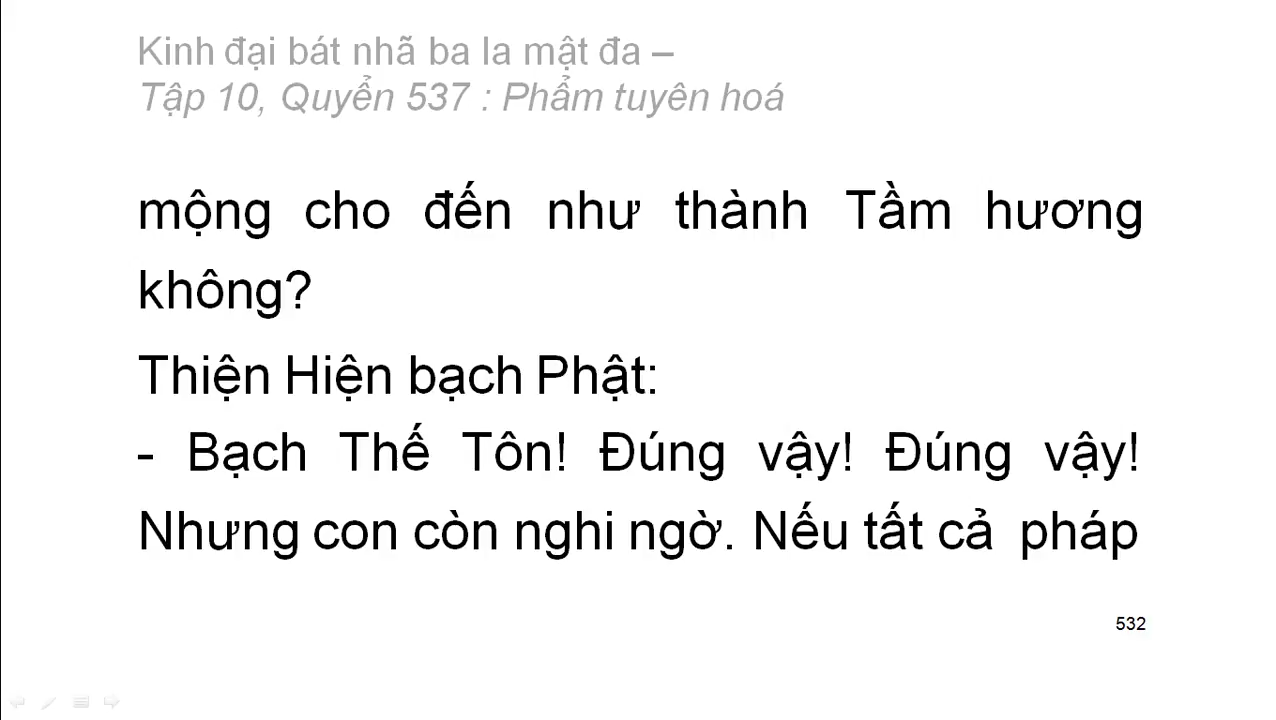 Kinh đại bát nhã ba la mật đa –
Tập 10, Quyển 537 : Phẩm tuyên hoá
mộng cho đến như thành Tầm hương
không?
Thiện Hiện bạch Phật:
- Bạch Thế Tôn! Đúng vậy! Đúng vậy!
Nhưng con còn nghi ngờ. Nếu tất cả pháp
532